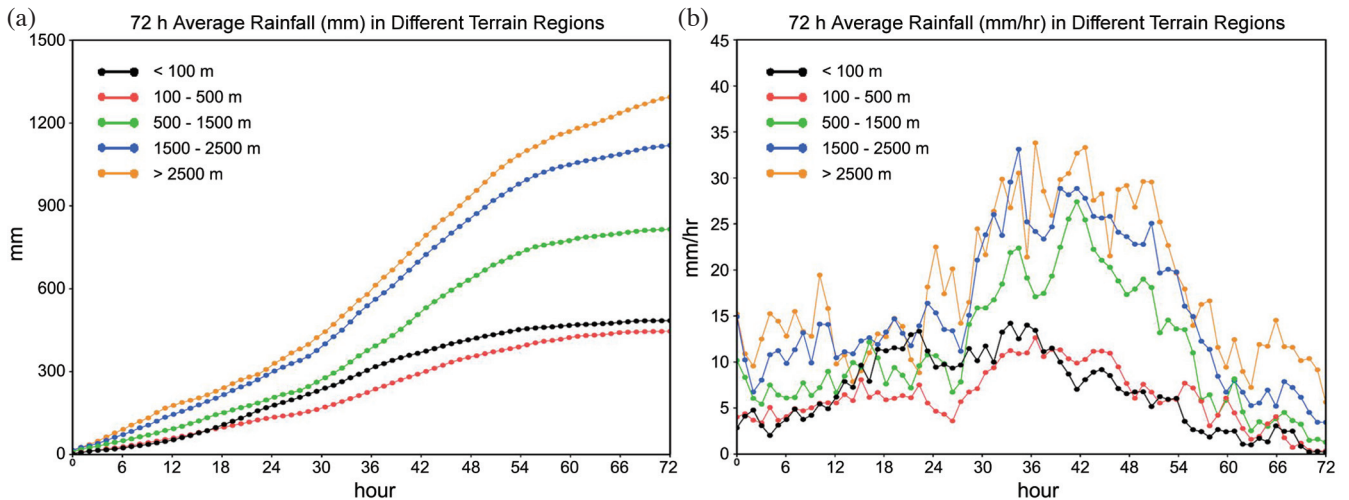 (a)
72 h Average Rainfall (mm) in Different Terrain Regions
1500
1200
900
600
300
0
mm
< 100 m
100 - 500 m
500 - 1500 m
1500 - 2500 m
> 2500 m
0 6 12 18 24 30 36 42 48 54 60 66 72
hour
(b)
72 h Average Rainfall (mm/hr) in Different Terrain Regions
45
40
35
30
25
20
15
10
5
0
mm/hr
< 100 m
100 - 500 m
500 - 1500 m
1500 - 2500 m
> 2500 m
0 6 12 18 24 30 36 42 48 54 60 66 72
hour